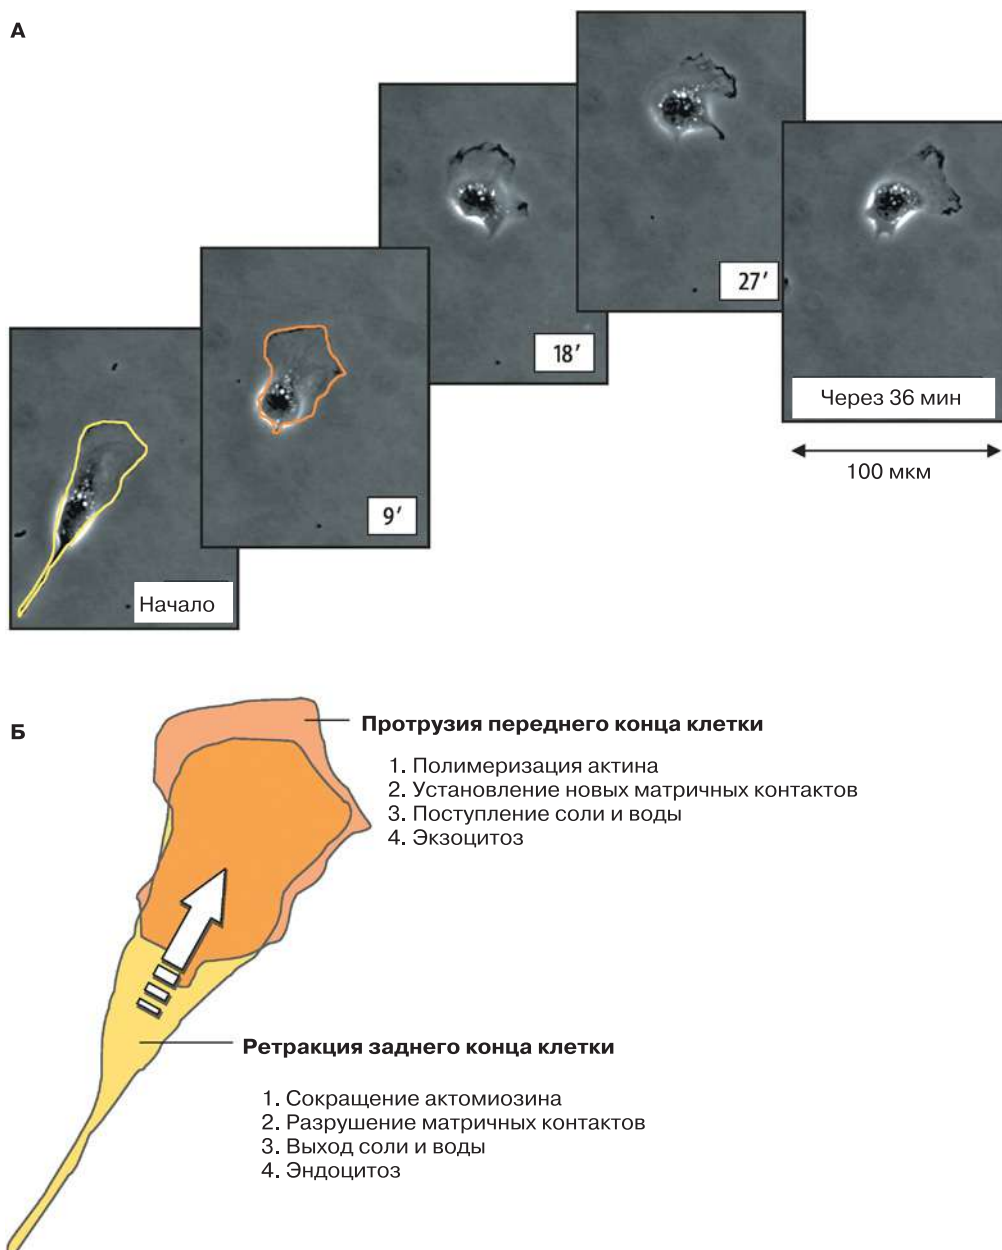 А
Начало
9′
18′
27′
Через 36 мин
100 мкм
Б
Протрузия переднего конца клетки
1. Полимеризация актина
2. Установление новых матричных контактов
3. Поступление соли и воды
4. Экзоцитоз
Ретракция заднего конца клетки
1. Сокращение актомиозина
2. Разрушение матричных контактов
3. Выход соли и воды
4. Эндоцитоз